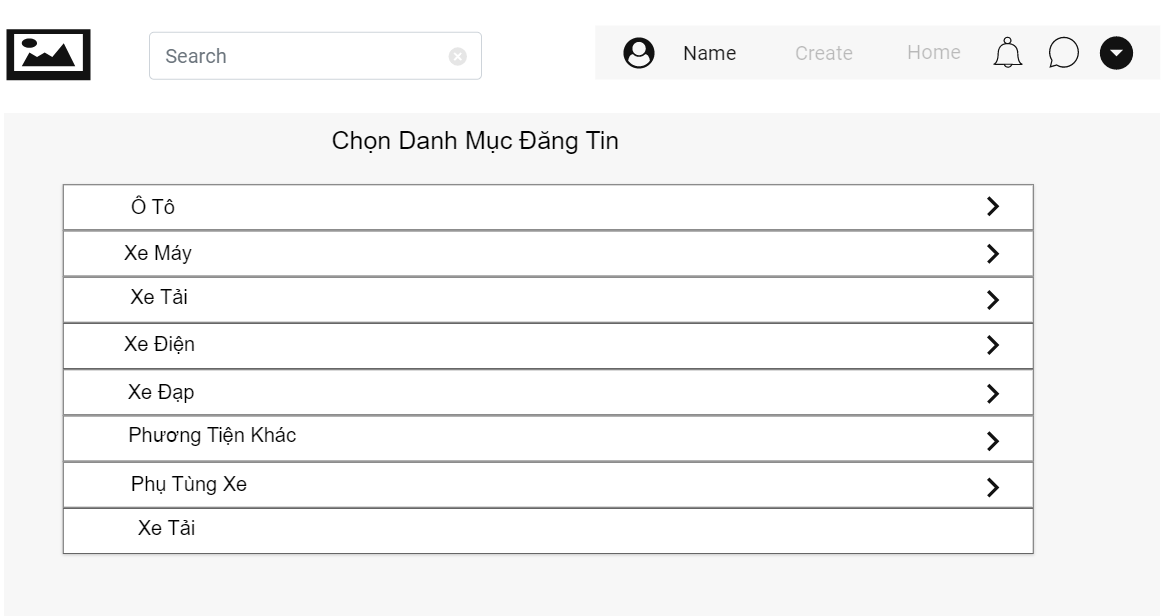 Search
Name Create Home
Chọn Danh Mục Đăng Tin
Ô Tô
Xe Máy
Xe Tải
Xe Điện
Xe Đạp
Phương Tiện Khác
Phụ Tùng Xe
Xe Tải